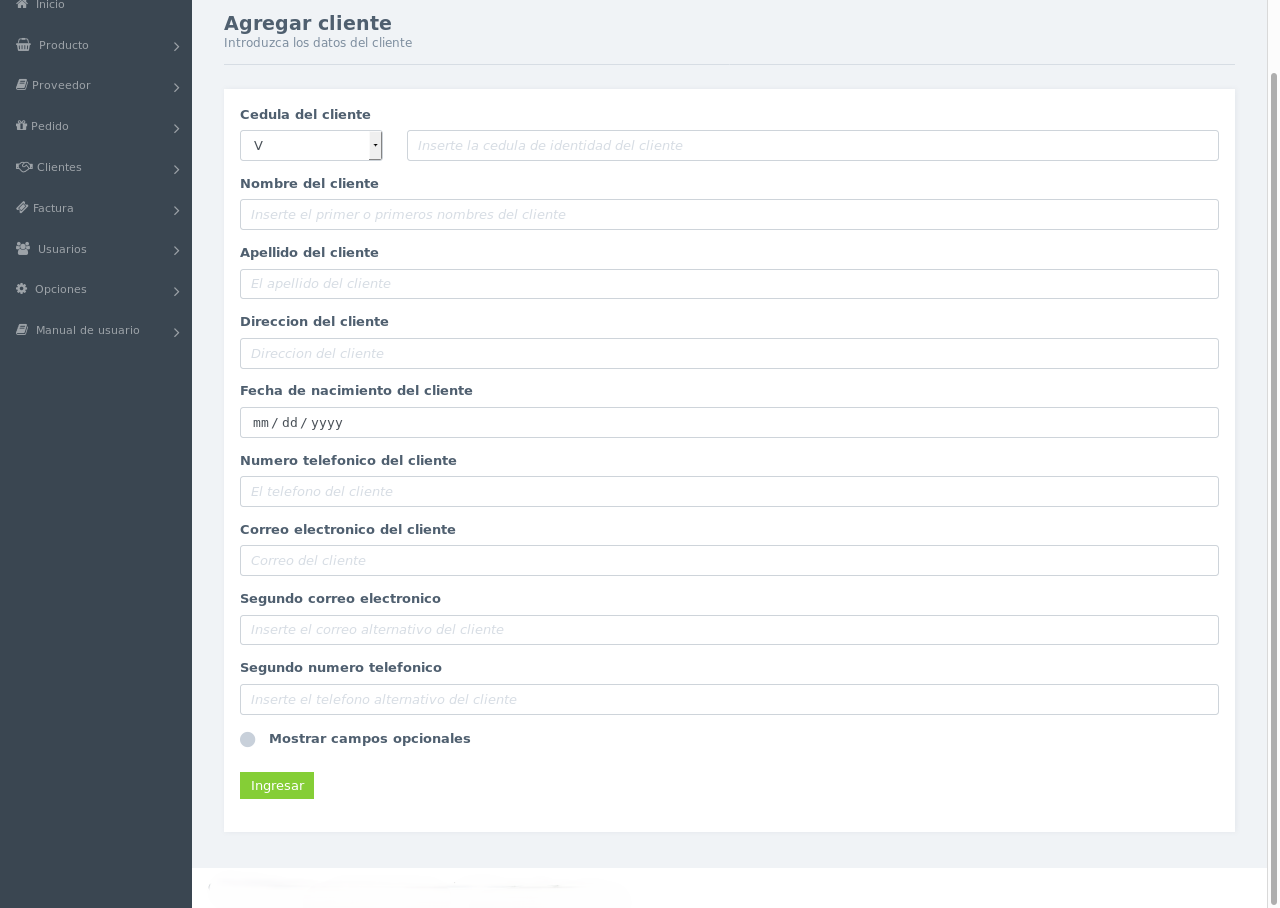 Inicio
Producto
Proveedor
Pedido
Clientes
Factura
Usuarios
Opciones
Manual de usuario
Agregar cliente
Introduzca los datos del cliente
Cedula del cliente
V
Inserte la cedula de identidad del cliente
Nombre del cliente
Inserte el primer o primeros nombres del cliente
Apellido del cliente
El apellido del cliente
Direccion del cliente
Direccion del cliente
Fecha de nacimiento del cliente
mm / dd / yyyy
Numero telefonico del cliente
El telefono del cliente
Correo electronico del cliente
Correo del cliente
Segundo correo electronico
Inserte el correo alternativo del cliente
Segundo numero telefonico
Inserte el telefono alternativo del cliente
Mostrar campos opcionales
Ingresar